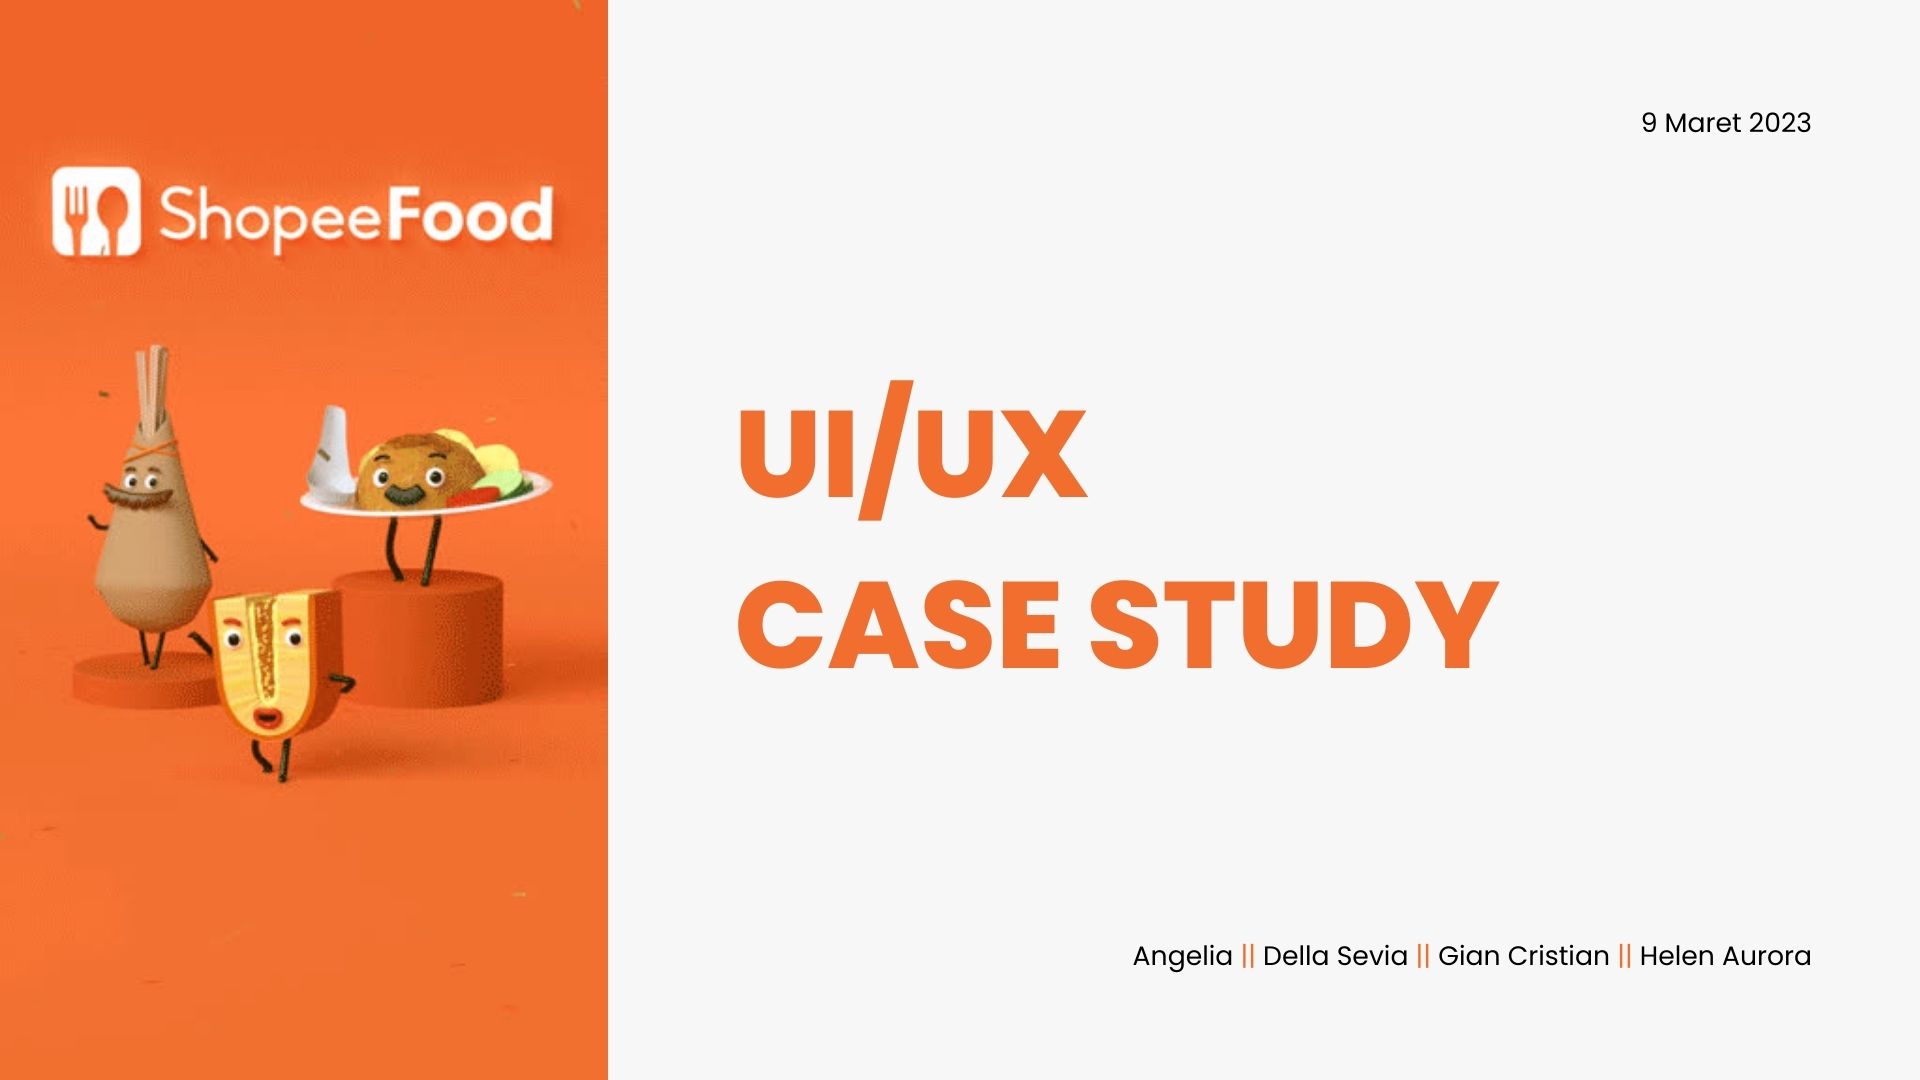 ShopeeFood
9 Maret 2023
UI/UX
CASE STUDY
Angelia || Della Sevia || Gian Cristian || Helen Aurora